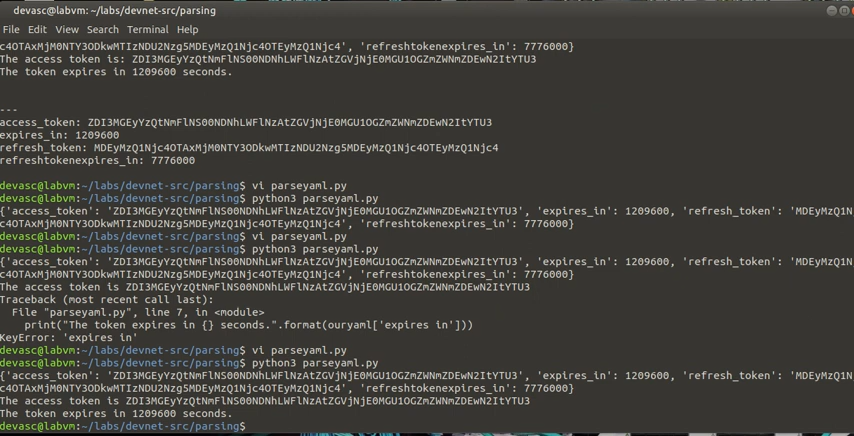 devasc@labvm: ~/labs/devnet-src/parsing
File Edit View Search Terminal Help
c4OTAxMjM0NTY3ODkwMTIzNDU2Nzg5MDEyMzQ1Njc4OTEyMzQ1Njc4', 'refreshtokenexpires_in': 7776000}
The access token is: ZDI3MGEyYzQtNmFlNS00NDNhLWFlNzAtZGVjNjE0MGU1OGZmZWNmZDEwN2ItYTU3
The token expires in 1209600 seconds.
---
access_token: ZDI3MGEyYzQtNmFlNS00NDNhLWFlNzAtZGVjNjE0MGU1OGZmZWNmZDEwN2ItYTU3
expires_in: 1209600
refresh_token: MDEyMzQ1Njc4OTAxMjM0NTY3ODkwMTIzNDU2Nzg5MDEyMzQ1Njc4OTEyMzQ1Njc4
refreshtokenexpires_in: 7776000
devasc@labvm:~/labs/devnet-src/parsing$ vi parseyaml.py
devasc@labvm:~/labs/devnet-src/parsing$ python3 parseyaml.py
{'access_token': 'ZDI3MGEyYzQtNmFlNS00NDNhLWFlNzAtZGVjNjE0MGU1OGZmZWNmZDEwN2ItYTU3', 'expires_in': 1209600, 'refresh_token': 'MDEyMzQ1N
c4OTAxMjM0NTY3ODkwMTIzNDU2Nzg5MDEyMzQ1Njc4OTEyMzQ1Njc4', 'refreshtokenexpires_in': 7776000}
devasc@labvm:~/labs/devnet-src/parsing$ vi parseyaml.py
devasc@labvm:~/labs/devnet-src/parsing$ python3 parseyaml.py
{'access_token': 'ZDI3MGEyYzQtNmFlNS00NDNhLWFlNzAtZGVjNjE0MGU1OGZmZWNmZDEwN2ItYTU3', 'expires_in': 1209600, 'refresh_token': 'MDEyMzQ1N
c4OTAxMjM0NTY3ODkwMTIzNDU2Nzg5MDEyMzQ1Njc4OTEyMzQ1Njc4', 'refreshtokenexpires_in': 7776000}
The access token is ZDI3MGEyYzQtNmFlNS00NDNhLWFlNzAtZGVjNjE0MGU1OGZmZWNmZDEwN2ItYTU3
Traceback (most recent call last):
File "parseyaml.py", line 7, in <module>
print("The token expires in {} seconds.".format(ouryaml['expires in']))
KeyError: 'expires in'
devasc@labvm:~/labs/devnet-src/parsing$ vi parseyaml.py
devasc@labvm:~/labs/devnet-src/parsing$ python3 parseyaml.py
{'access_token': 'ZDI3MGEyYzQtNmFlNS00NDNhLWFlNzAtZGVjNjE0MGU1OGZmZWNmZDEwN2ItYTU3', 'expires_in': 1209600, 'refresh_token': 'MDEyMzQ1N
c4OTAxMjM0NTY3ODkwMTIzNDU2Nzg5MDEyMzQ1Njc4OTEyMzQ1Njc4', 'refreshtokenexpires_in': 7776000}
The access token is ZDI3MGEyYzQtNmFlNS00NDNhLWFlNzAtZGVjNjE0MGU1OGZmZWNmZDEwN2ItYTU3
The token expires in 1209600 seconds.
devasc@labvm:~/labs/devnet-src/parsing$